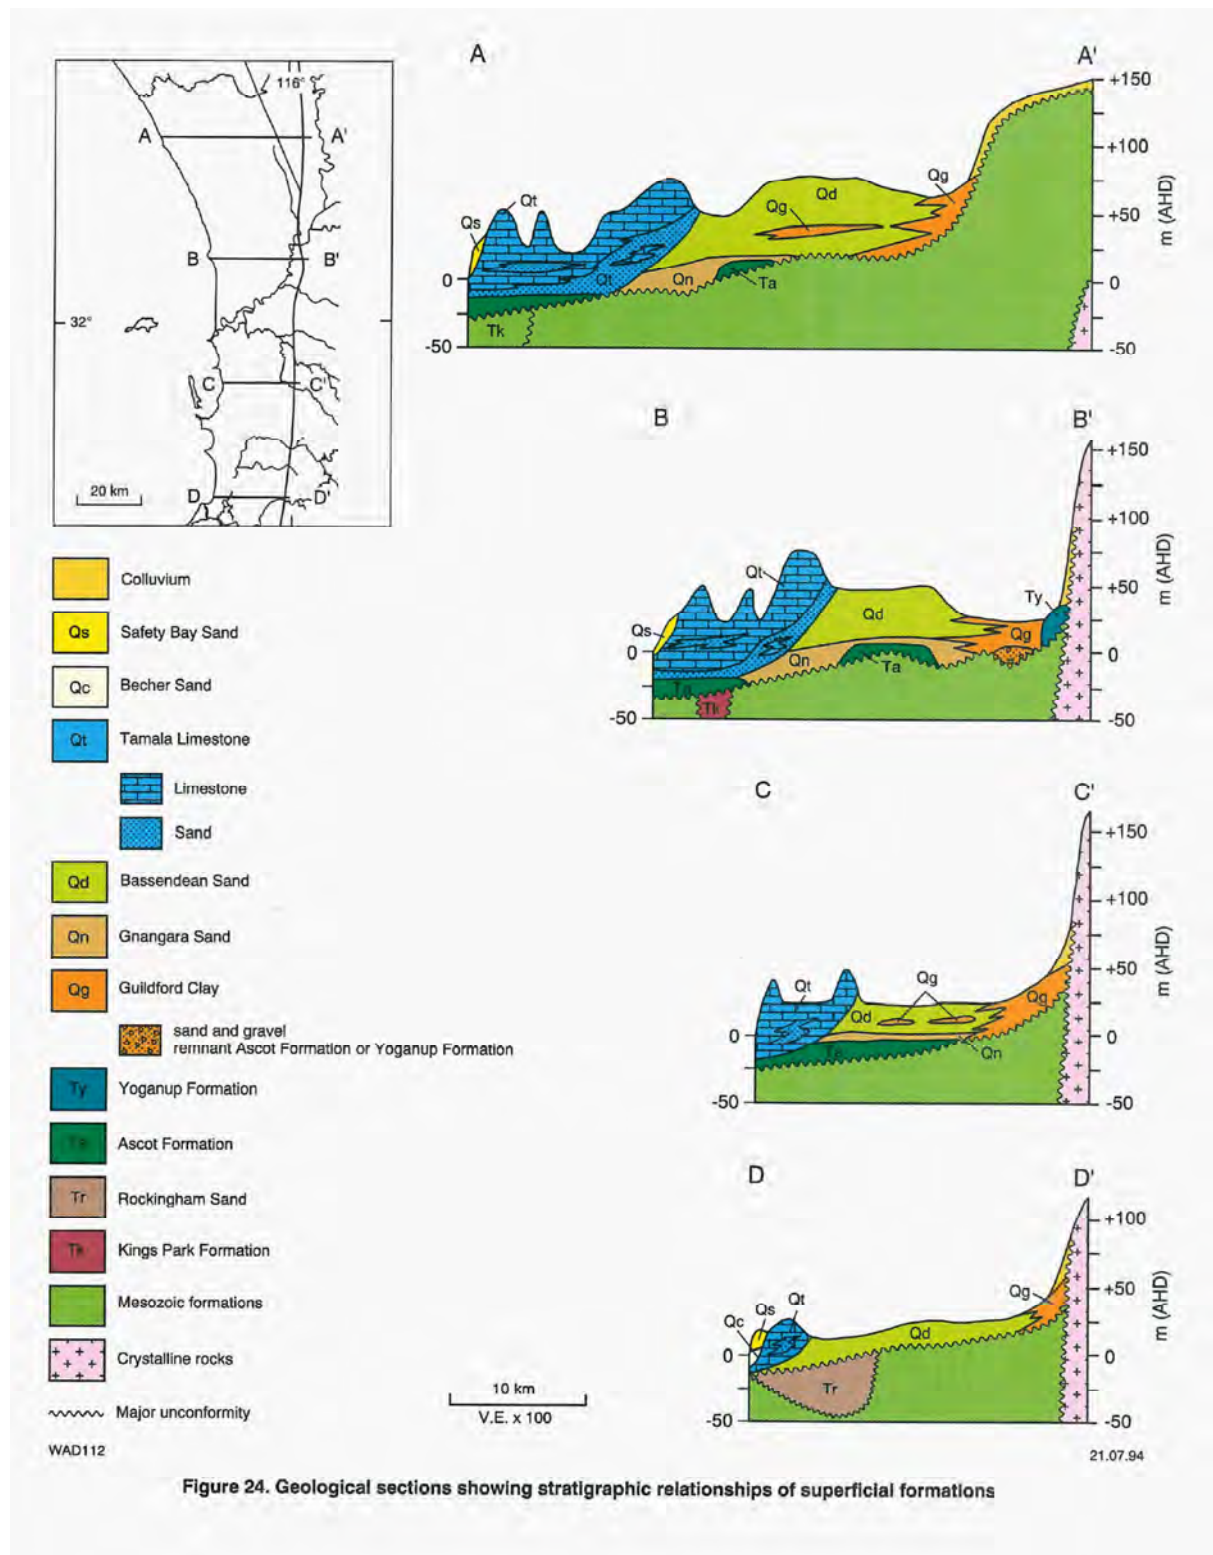 A
A'
+150
+100
+50
0
-50
m (AHD)
Qs
Qt
Qg
Qd
Qg
Qt
Qn
Ta
Tk
0
-50
116°
A
A'
B
B'
32°
C
C'
D
D'
20 km
B
B'
+150
+100
+50
0
-50
m (AHD)
Qt
Qs
Qd
Ty
Qg
Qn
Ta
Ta
Tk
0
-50
C
C'
+150
+100
+50
0
-50
m (AHD)
Qt
Qg
Qd
Qg
Qn
Ta
0
-50
D
D'
+100
+50
0
-50
m (AHD)
Qc
Qs
Qt
Qg
Qd
Tr
0
-50
Colluvium
Qs Safety Bay Sand
Qc Becher Sand
Qt Tamala Limestone
Limestone
Sand
Qd Bassendean Sand
Qn Gnangara Sand
Qg Guildford Clay
sand and gravel
remnant Ascot Formation or Yoganup Formation
Ty Yoganup Formation
Ta Ascot Formation
Tr Rockingham Sand
Tk Kings Park Formation
Mesozoic formations
Crystalline rocks
Major unconformity
10 km
V.E. x 100
WAD112
21.07.94
Figure 24. Geological sections showing stratigraphic relationships of superficial formations